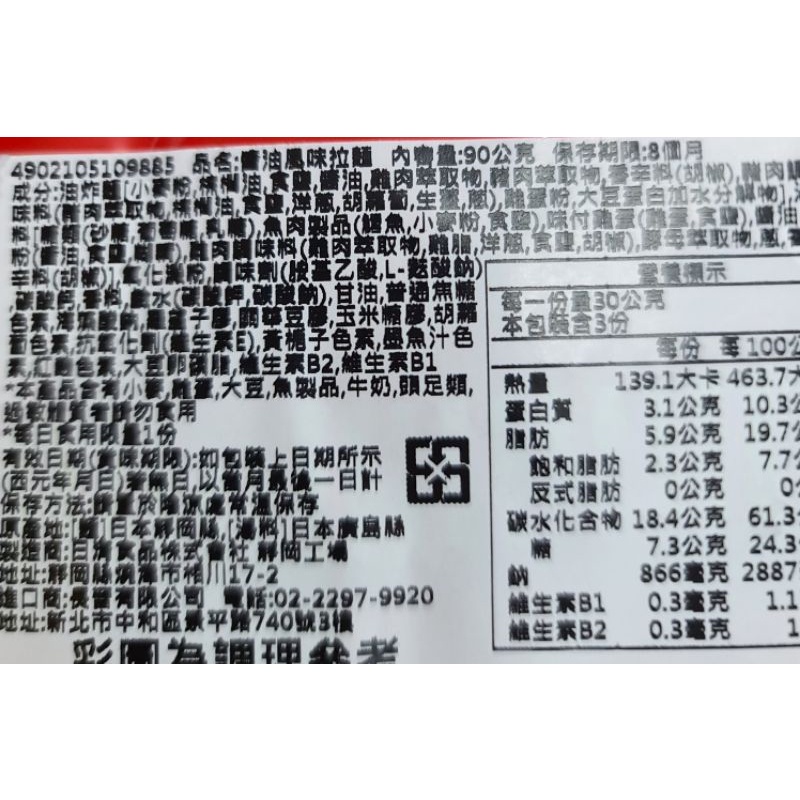 4902105109885 品名:醬油風味拉麵 內容量:90公克 保存期限:8個月
成分:油炸麵[小麥粉,棕櫚油,食鹽,醬油,雞肉萃取物,豬肉萃取物,香辛料(胡椒),豬肉調
味料(豬肉萃取物,棕櫚油,食鹽,洋蔥,胡蘿蔔,生薑,蔥),雞蛋粉,大豆蛋白加水分解物],
料[糖類(砂糖,葡萄糖,乳糖),魚肉製品(鱈魚,小麥粉,食鹽),味付雞蛋(雞蛋,食鹽),醬油
粉(醬油,食鹽,),雞肉調味料(雞肉萃取物,雞脂,洋蔥,食鹽,胡椒),酵母萃取物,蔥,
辛料(胡椒)],氧化澱粉,調味劑(胺基乙酸,L-麩酸鈉)
,碳酸鈣,香料,鹼水(碳酸鉀,碳酸鈉),甘油,普通焦糖
色素,海藻酸鈉,羅望子膠,關華豆膠,玉米糖膠,胡蘿
蔔色素,抗氧化劑(維生素E),黃梔子色素,墨魚汁色
素,紅麴色素,大豆卵磷脂,維生素B2,維生素B1
*本產品含有小麥,雞蛋,大豆,魚製品,牛奶,頭足類,
過敏體質者請勿食用
*每日食用限量1份
有效日期(賞味期限):如包裝上日期所示
(西元年月日)若無日,以當月最後一日計
保存方法:請置於陰涼處常溫保存
原產地:[麵]日本靜岡縣,[湯料]日本廣島縣
製造商:日清食品株式會社 靜岡工場
地址:靜岡縣燒津市相川17-2
進口商:長普有限公司 電話:02-2297-9920
地址:新北市中和區景平路740號3樓
彩圖為調理參考
營養標示
每一份量30公克
本包裝含3份
每份 每100公
熱量 139.1大卡 463.7大
蛋白質 3.1公克 10.3公
脂肪 5.9公克 19.7公
飽和脂肪 2.3公克 7.7公
反式脂肪 0公克 0公
碳水化合物 18.4公克 61.3
糖 7.3公克 24.3
鈉 866毫克 2887
維生素B1 0.3毫克 1.1
維生素B2 0.3毫克 1